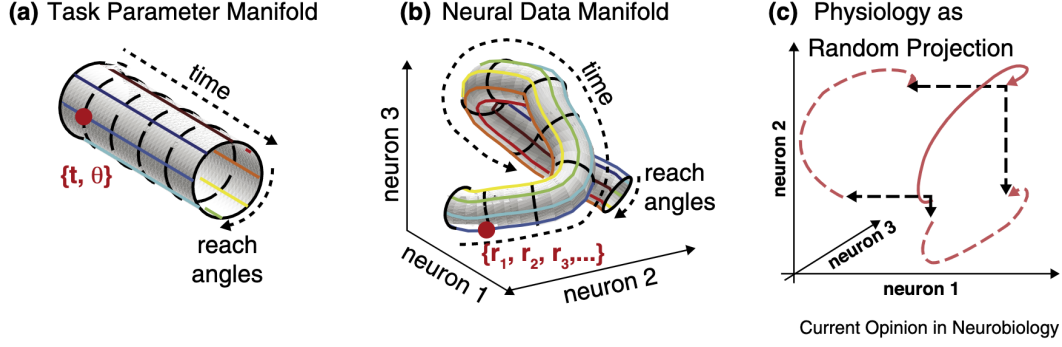 (a) Task Parameter Manifold
time
{t, θ}
reach
angles
(b) Neural Data Manifold
neuron 3
time
reach
angles
{r1, r2, r3,...}
neuron 1
neuron 2
(c) Physiology as
Random Projection
neuron 2
neuron 3
neuron 1
Current Opinion in Neurobiology